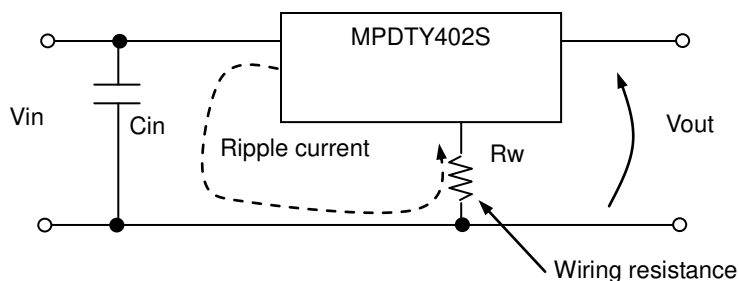 MPDTY402S
Vin
Cin
Ripple current
Rw
Vout
Wiring resistance